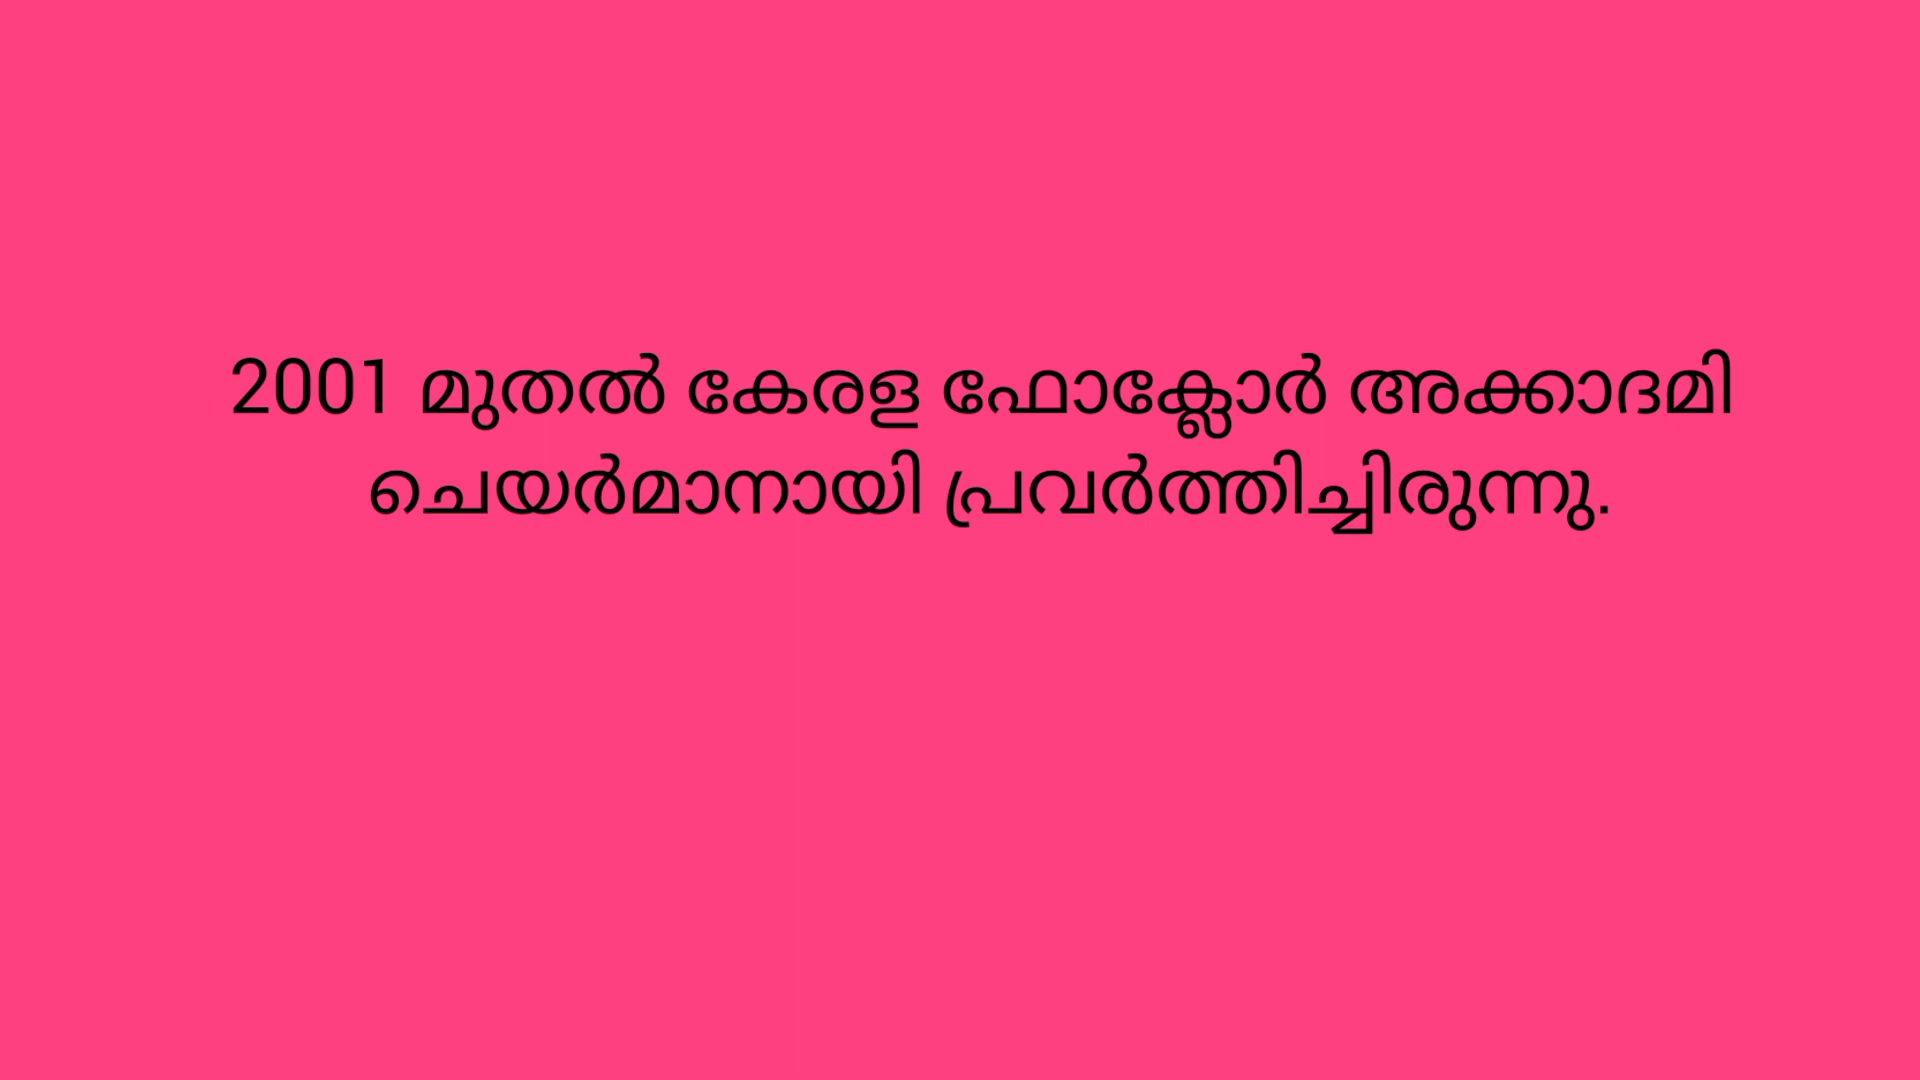 2001 മുതൽ കേരള ഫോക്ലോർ അക്കാദമി
ചെയർമാനായി പ്രവർത്തിച്ചിരുന്നു.